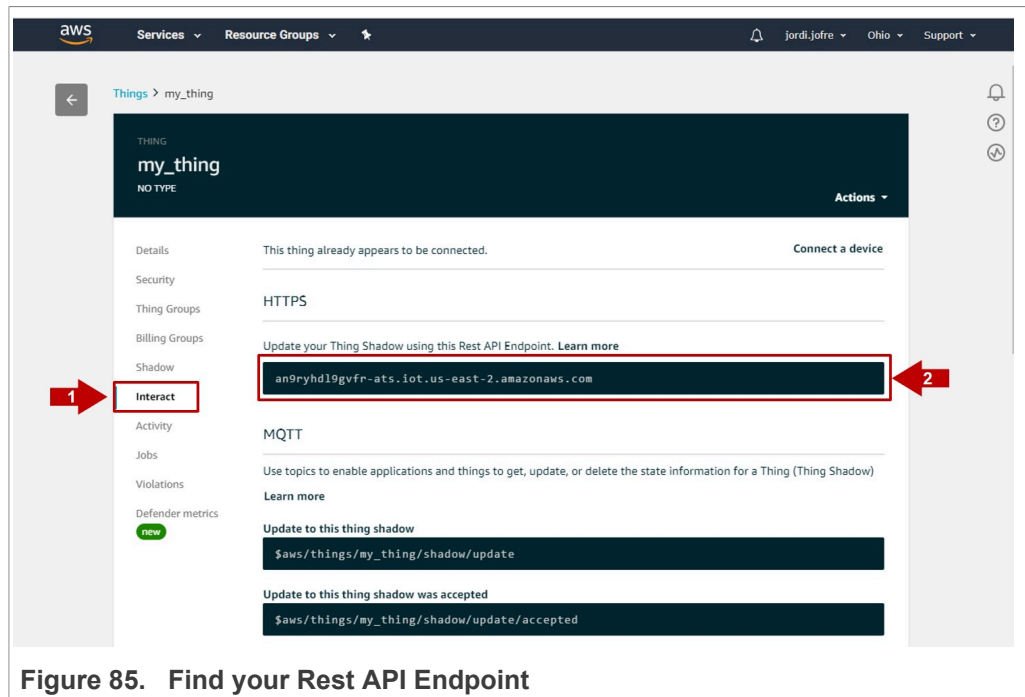 aws Services Resource Groups jordi.jofre Ohio Support
Things > my_thing
THING
my_thing
NO TYPE
Actions
Details
Security
Thing Groups
Billing Groups
Shadow
Interact
Activity
Jobs
Violations
Defender metrics
new
This thing already appears to be connected. Connect a device
HTTPS
Update your Thing Shadow using this Rest API Endpoint. Learn more
an9ryhdl9gvfr-ats.iot.us-east-2.amazonaws.com
1
2
MQTT
Use topics to enable applications and things to get, update, or delete the state information for a Thing (Thing Shadow)
Learn more
Update to this thing shadow
$aws/things/my_thing/shadow/update
Update to this thing shadow was accepted
$aws/things/my_thing/shadow/update/accepted
Figure 85. Find your Rest API Endpoint